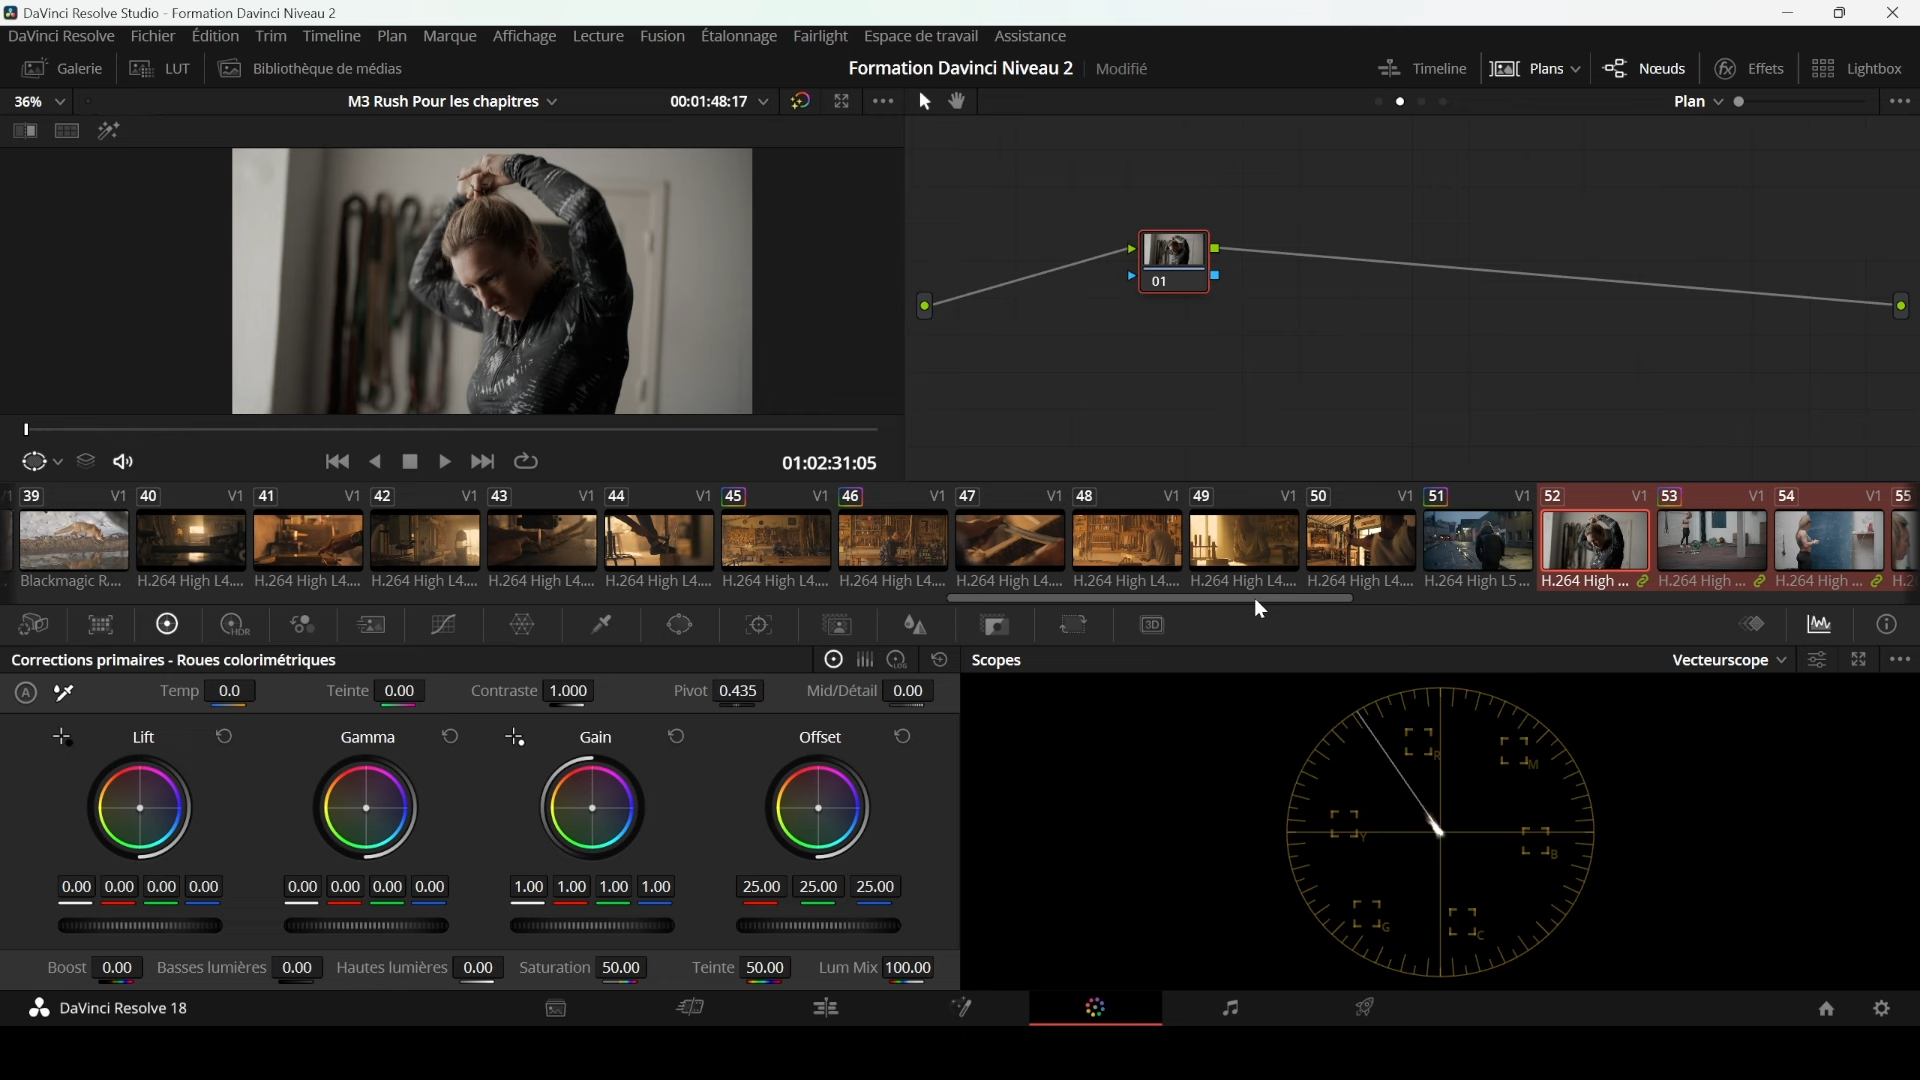 DaVinci Resolve Studio - Formation Davinci Niveau 2
DaVinci Resolve Fichier Édition Trim Timeline Plan Marque Affichage Lecture Fusion Étalonnage Fairlight Espace de travail Assistance
Galerie LUT Bibliothèque de médias Formation Davinci Niveau 2 Modifié Timeline Plans Nœuds Effets Lightbox
36% M3 Rush Pour les chapitres 00:01:48:17 Plan
01
01:02:31:05
39 V1 40 V1 41 V1 42 V1 43 V1 44 V1 45 V1 46 V1 47 V1 48 V1 49 V1 50 V1 51 V1 52 V1 53 V1 54 V1 55
Blackmagic R... H.264 High L4.... H.264 High L4.... H.264 High L4.... H.264 High L4.... H.264 High L4.... H.264 High L4.... H.264 High L4.... H.264 High L4.... H.264 High L4.... H.264 High L4.... H.264 High L4.... H.264 High L5... H.264 High ... H.264 High ... H.264 High ... H.2
HDR 3D
Corrections primaires - Roues colorimétriques LOG Scopes Vecteurscope
A Temp 0.0 Teinte 0.00 Contraste 1.000 Pivot 0.435 Mid/Détail 0.00
Lift Gamma Gain Offset
R M
Y B
G C
0.00 0.00 0.00 0.00 0.00 0.00 0.00 0.00 1.00 1.00 1.00 1.00 25.00 25.00 25.00
Boost 0.00 Basses lumières 0.00 Hautes lumières 0.00 Saturation 50.00 Teinte 50.00 Lum Mix 100.00
DaVinci Resolve 18